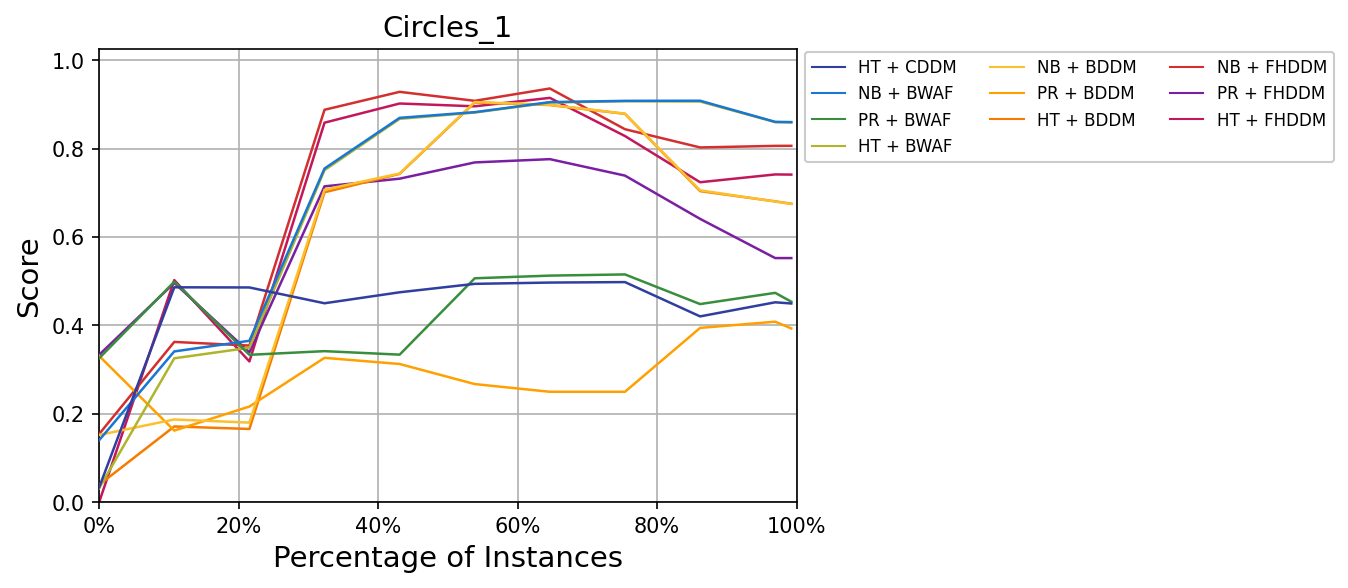 Circles_1
Score
1.0
0.8
0.6
0.4
0.2
0.0
0% 20% 40% 60% 80% 100%
Percentage of Instances
HT + CDDM NB + BDDM NB + FHDDM
NB + BWAF PR + BDDM PR + FHDDM
PR + BWAF HT + BDDM HT + FHDDM
HT + BWAF